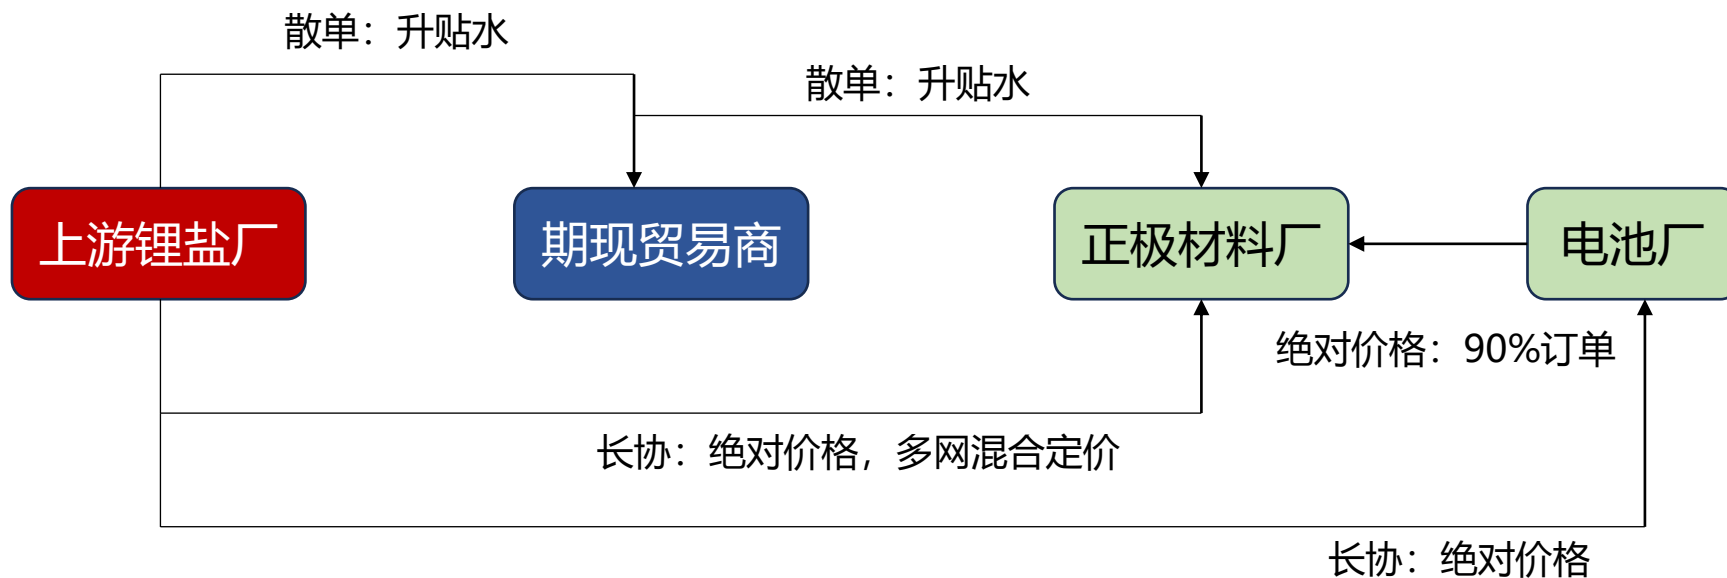 散单：升贴水
散单：升贴水
上游锂盐厂
期现贸易商
正极材料厂
电池厂
绝对价格：90%订单
长协：绝对价格，多网混合定价
长协：绝对价格